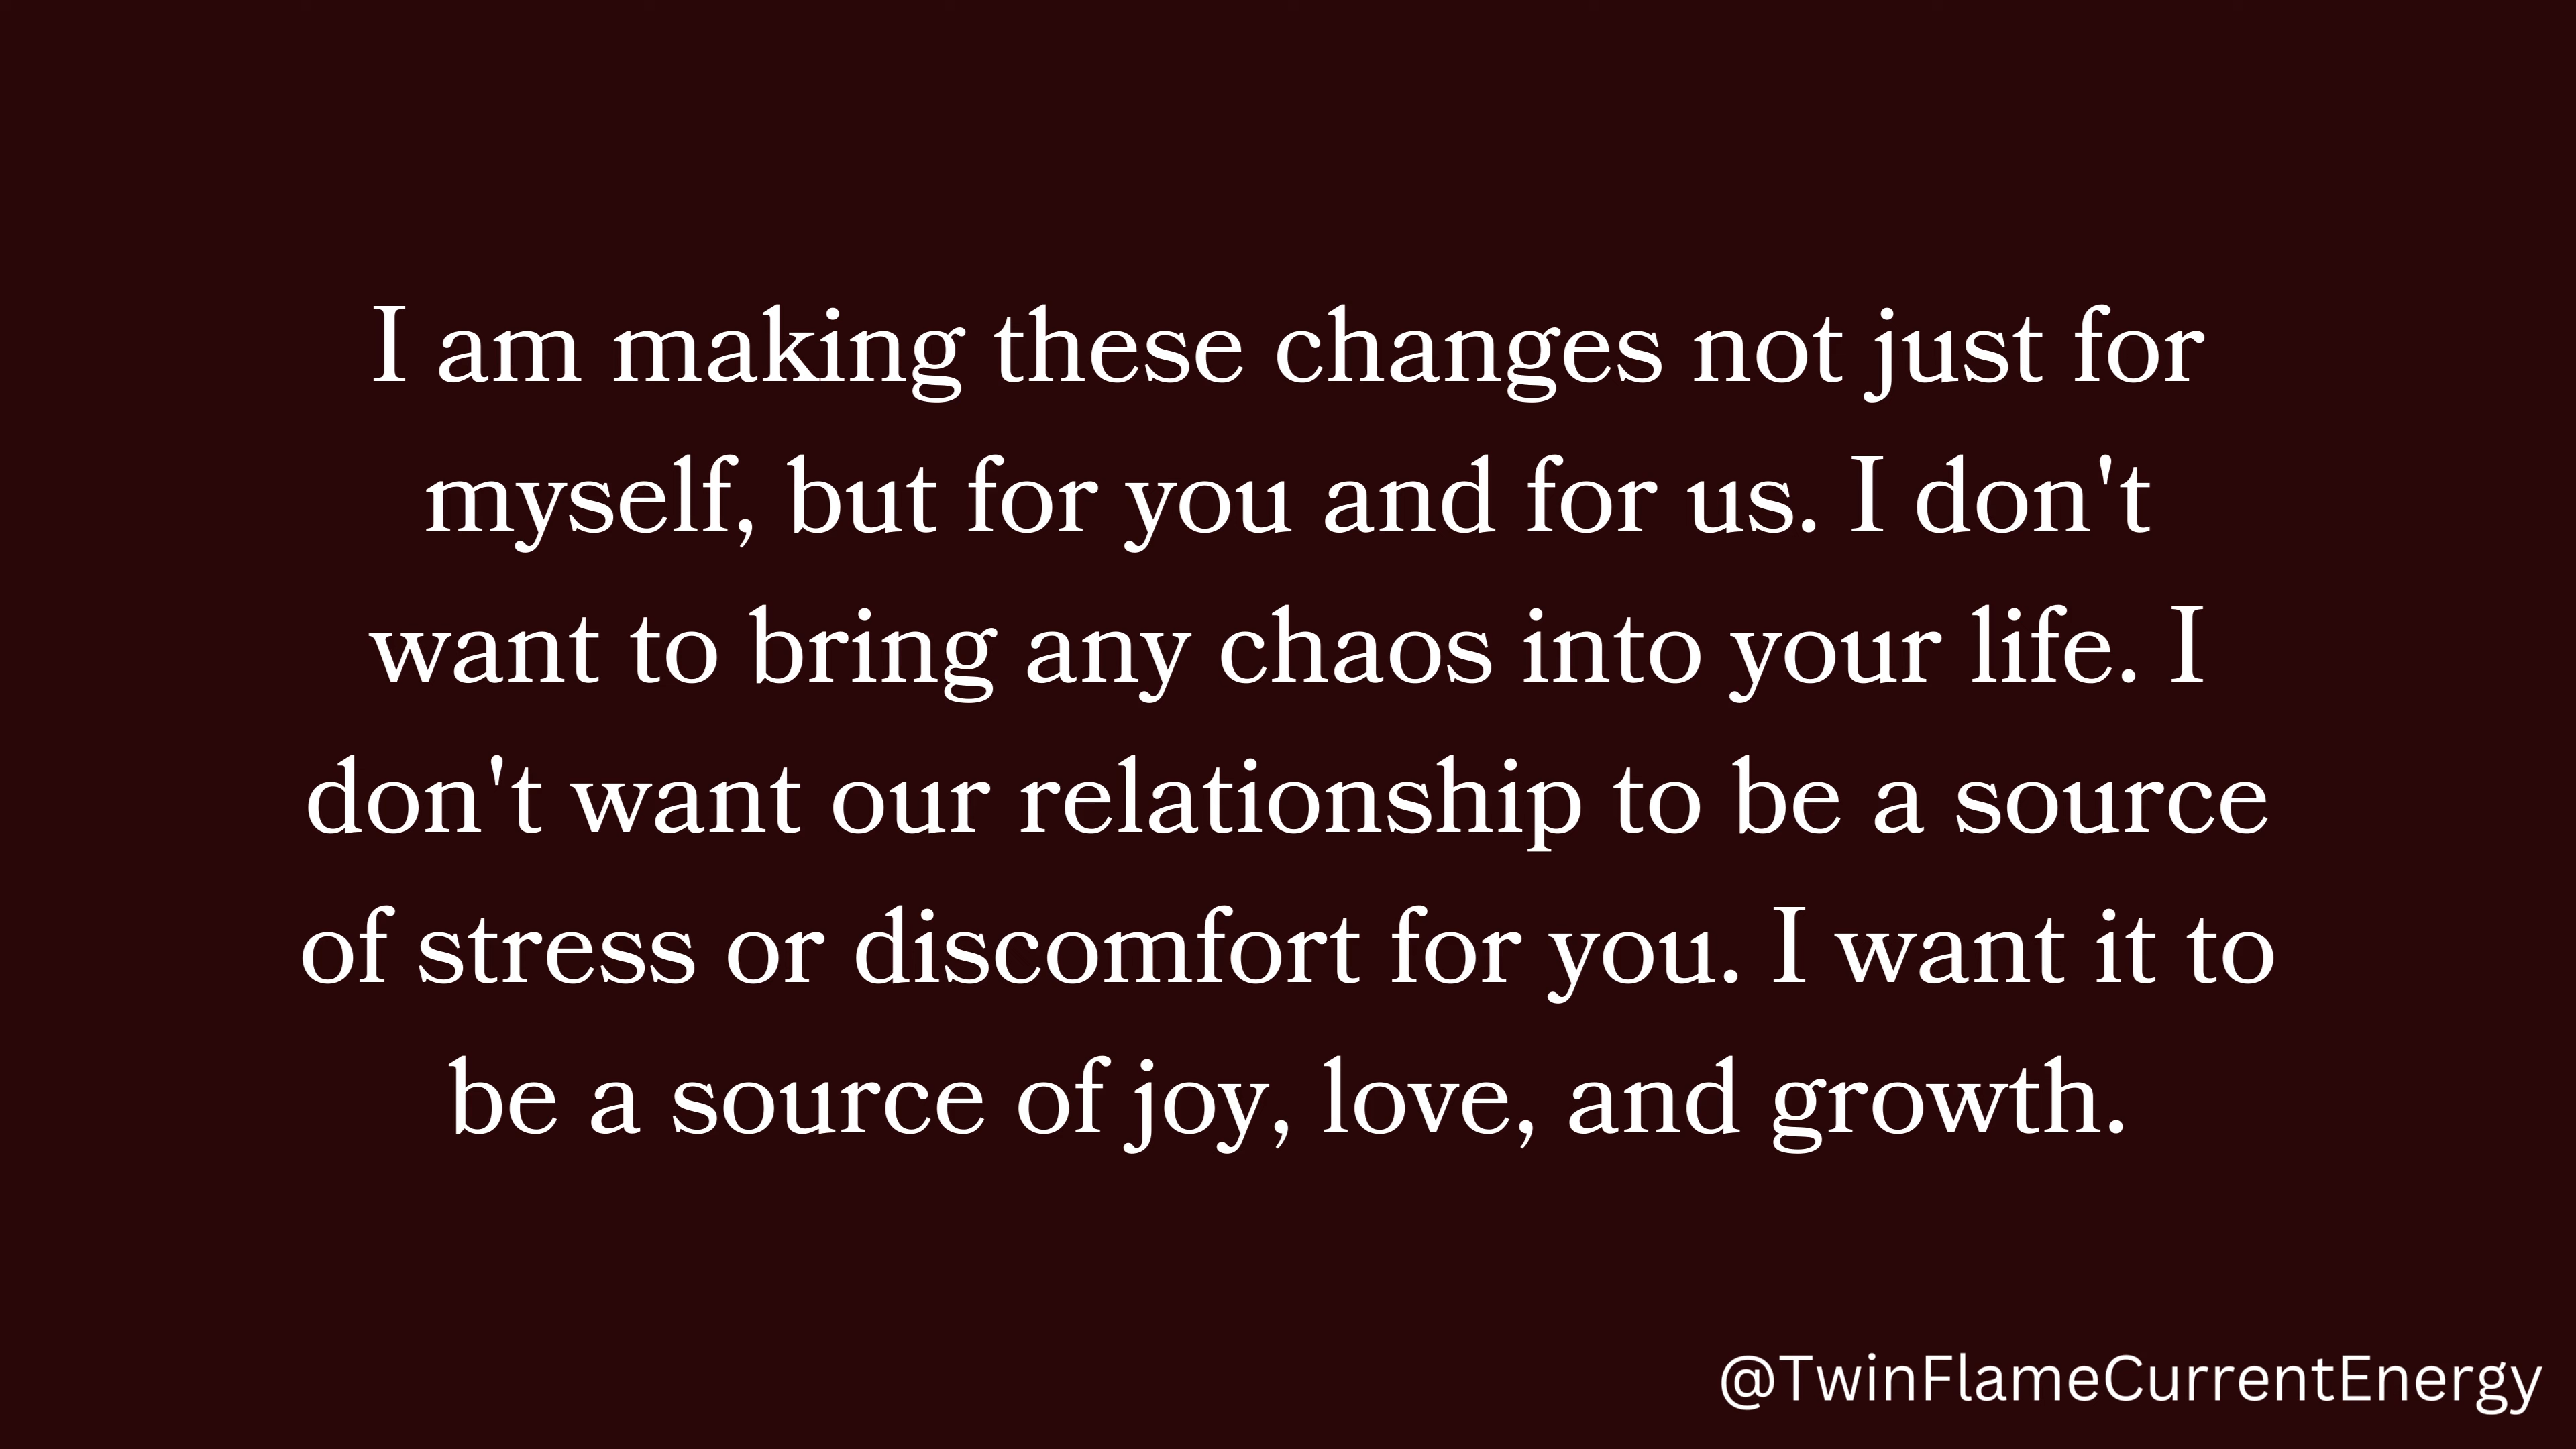 I am making these changes not just for
myself, but for you and for us. I don't
want to bring any chaos into your life. I
don't want our relationship to be a source
of stress or discomfort for you. I want it to
be a source of joy, love, and growth.
@TwinFlameCurrentEnergy